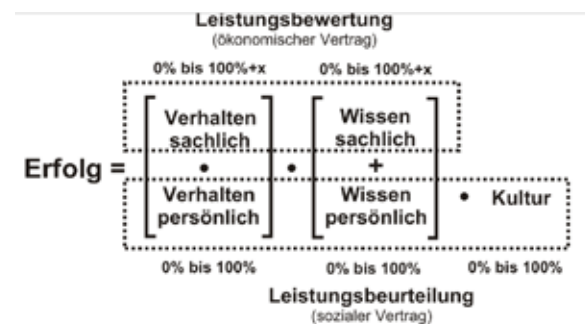 Leistungsbewertung
(ökonomischer Vertrag)
0% bis 100%+x 0% bis 100%+x
Verhalten sachlich • Verhalten persönlich
Wissen sachlich + Wissen persönlich
Erfolg = • • Kultur
0% bis 100% 0% bis 100% 0% bis 100%
Leistungsbeurteilung
(sozialer Vertrag)